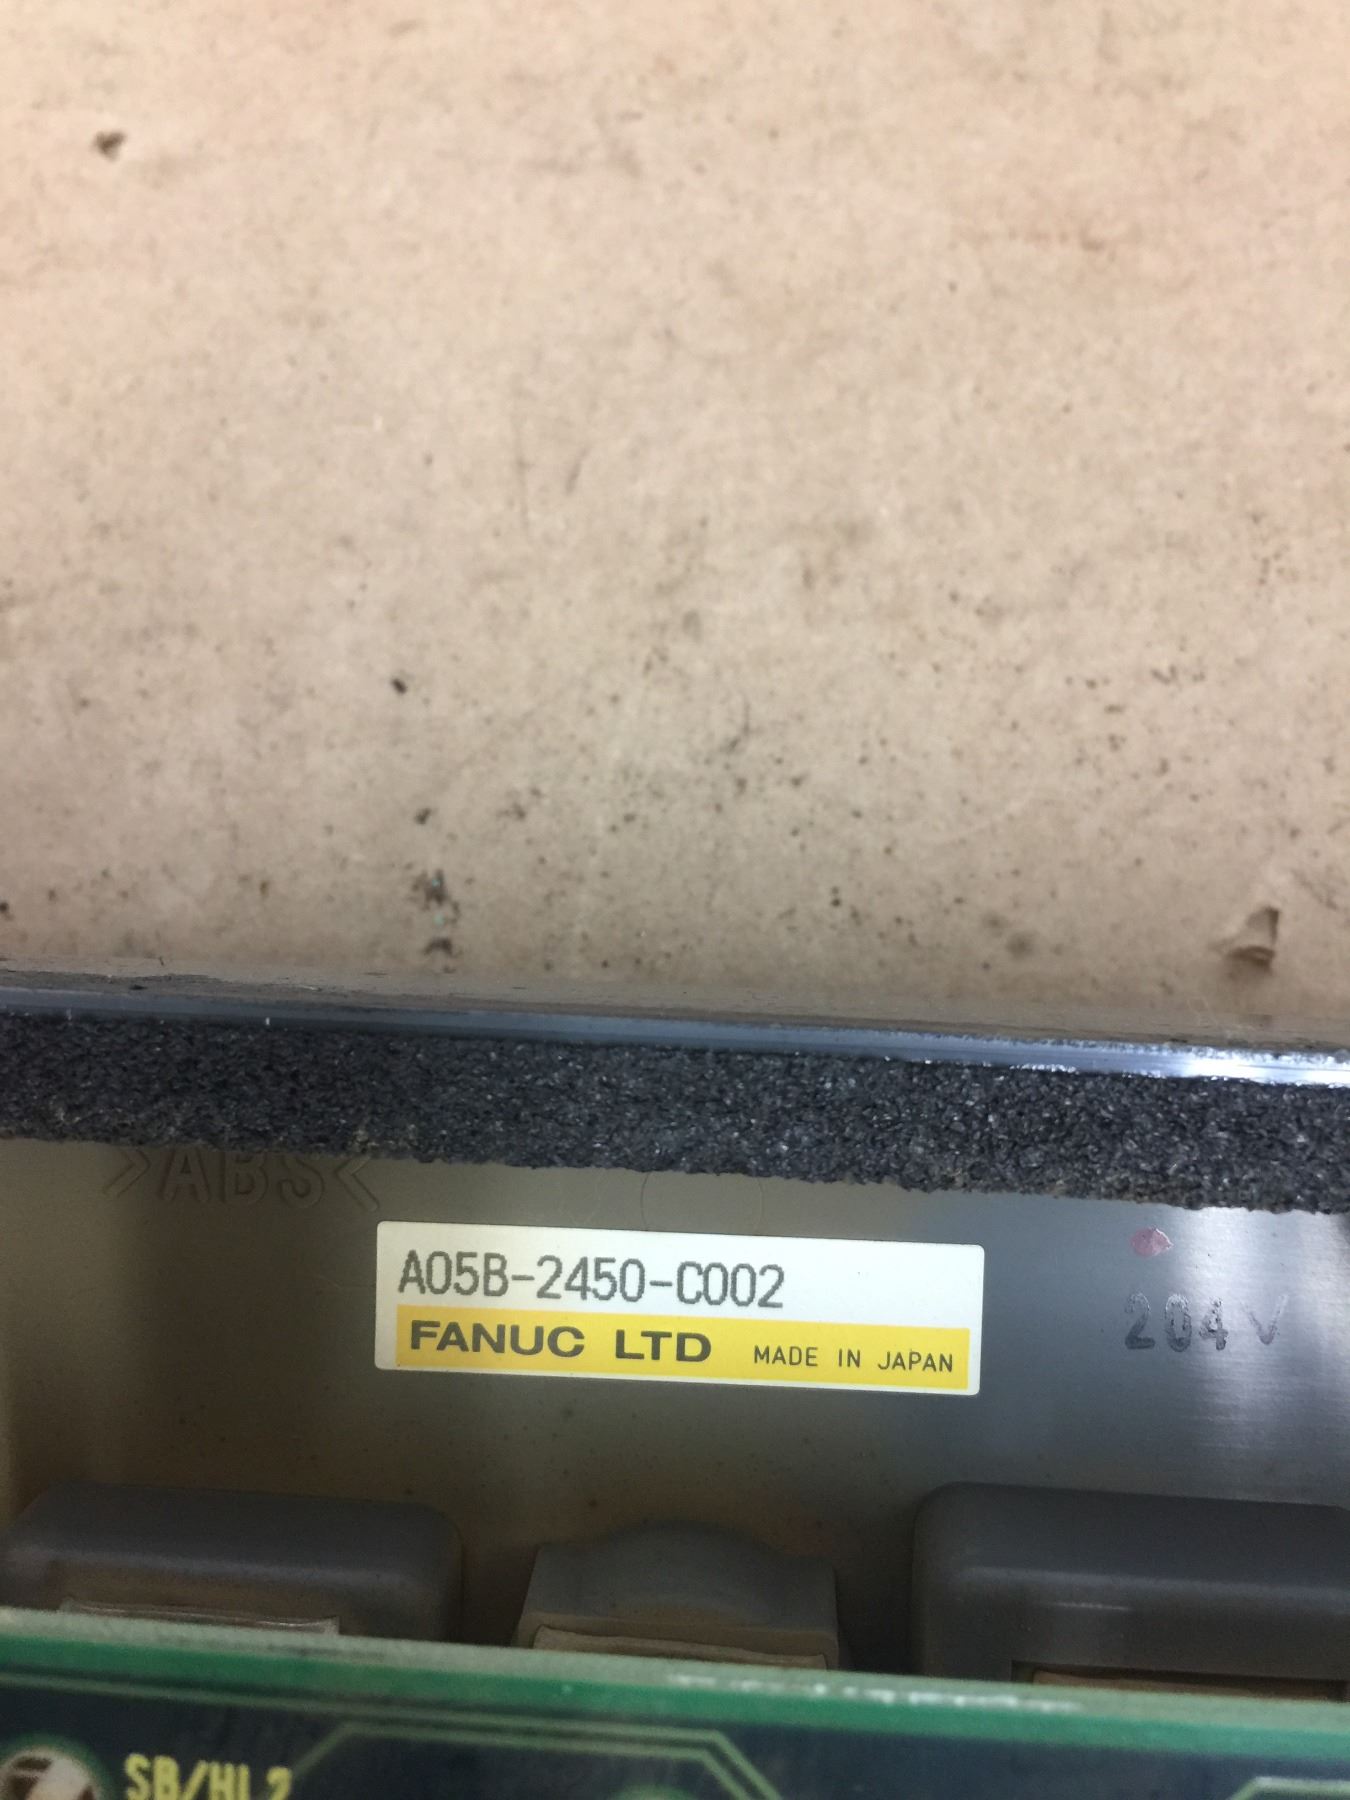 >ABS<
A05B-2450-C002
FANUC LTD MADE IN JAPAN
204V
SB/HL2